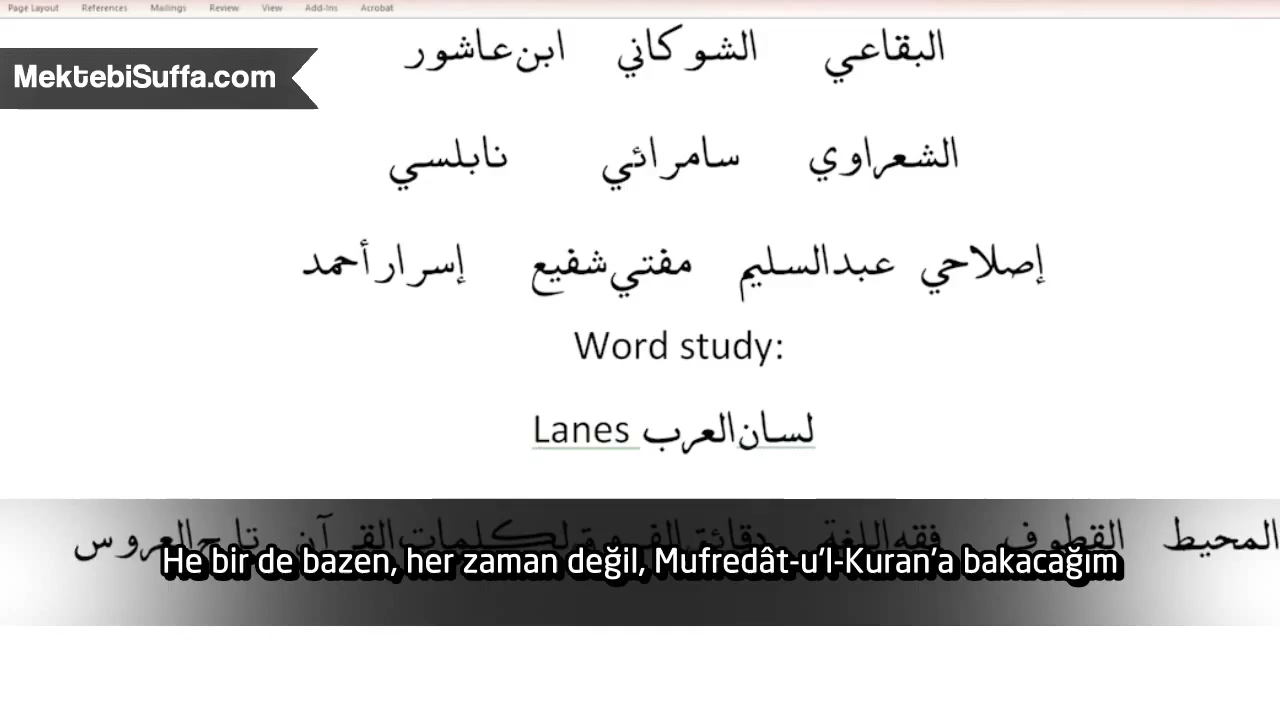 Page Layout References Mailings Review View Add-Ins Acrobat
البقاعي الشوكاني ابن عاشور
MektebiSuffa.com
الشعراوي سامرائي نابلسي
إصلاحي عبد السليم مفتي شفيع إسرار أحمد
Word study:
لسان العرب Lanes
المحيط القطوف فقه اللغة دقائق الفروق لكلمات القرآن تاج العروس
He bir de bazen, her zaman değil, Mufredât-u'l-Kuran'a bakacağım